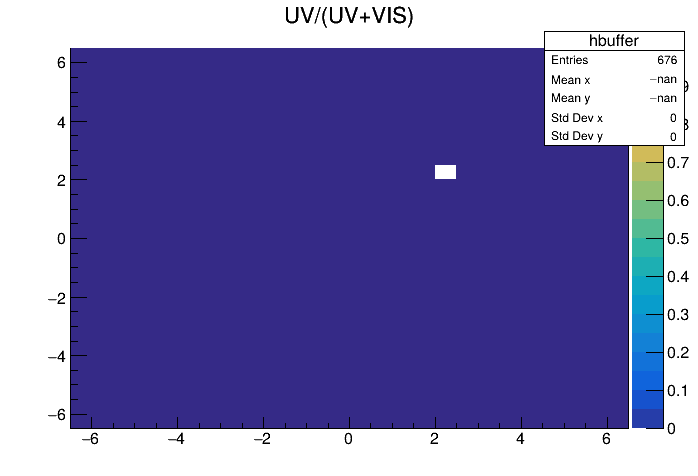 UV/(UV+VIS)
hbuffer
Entries 676
Mean x −nan
Mean y −nan
Std Dev x 0
Std Dev y 0
6
4
2
0
−2
−4
−6
−6 −4 −2 0 2 4 6
0.7
0.6
0.5
0.4
0.3
0.2
0.1
0